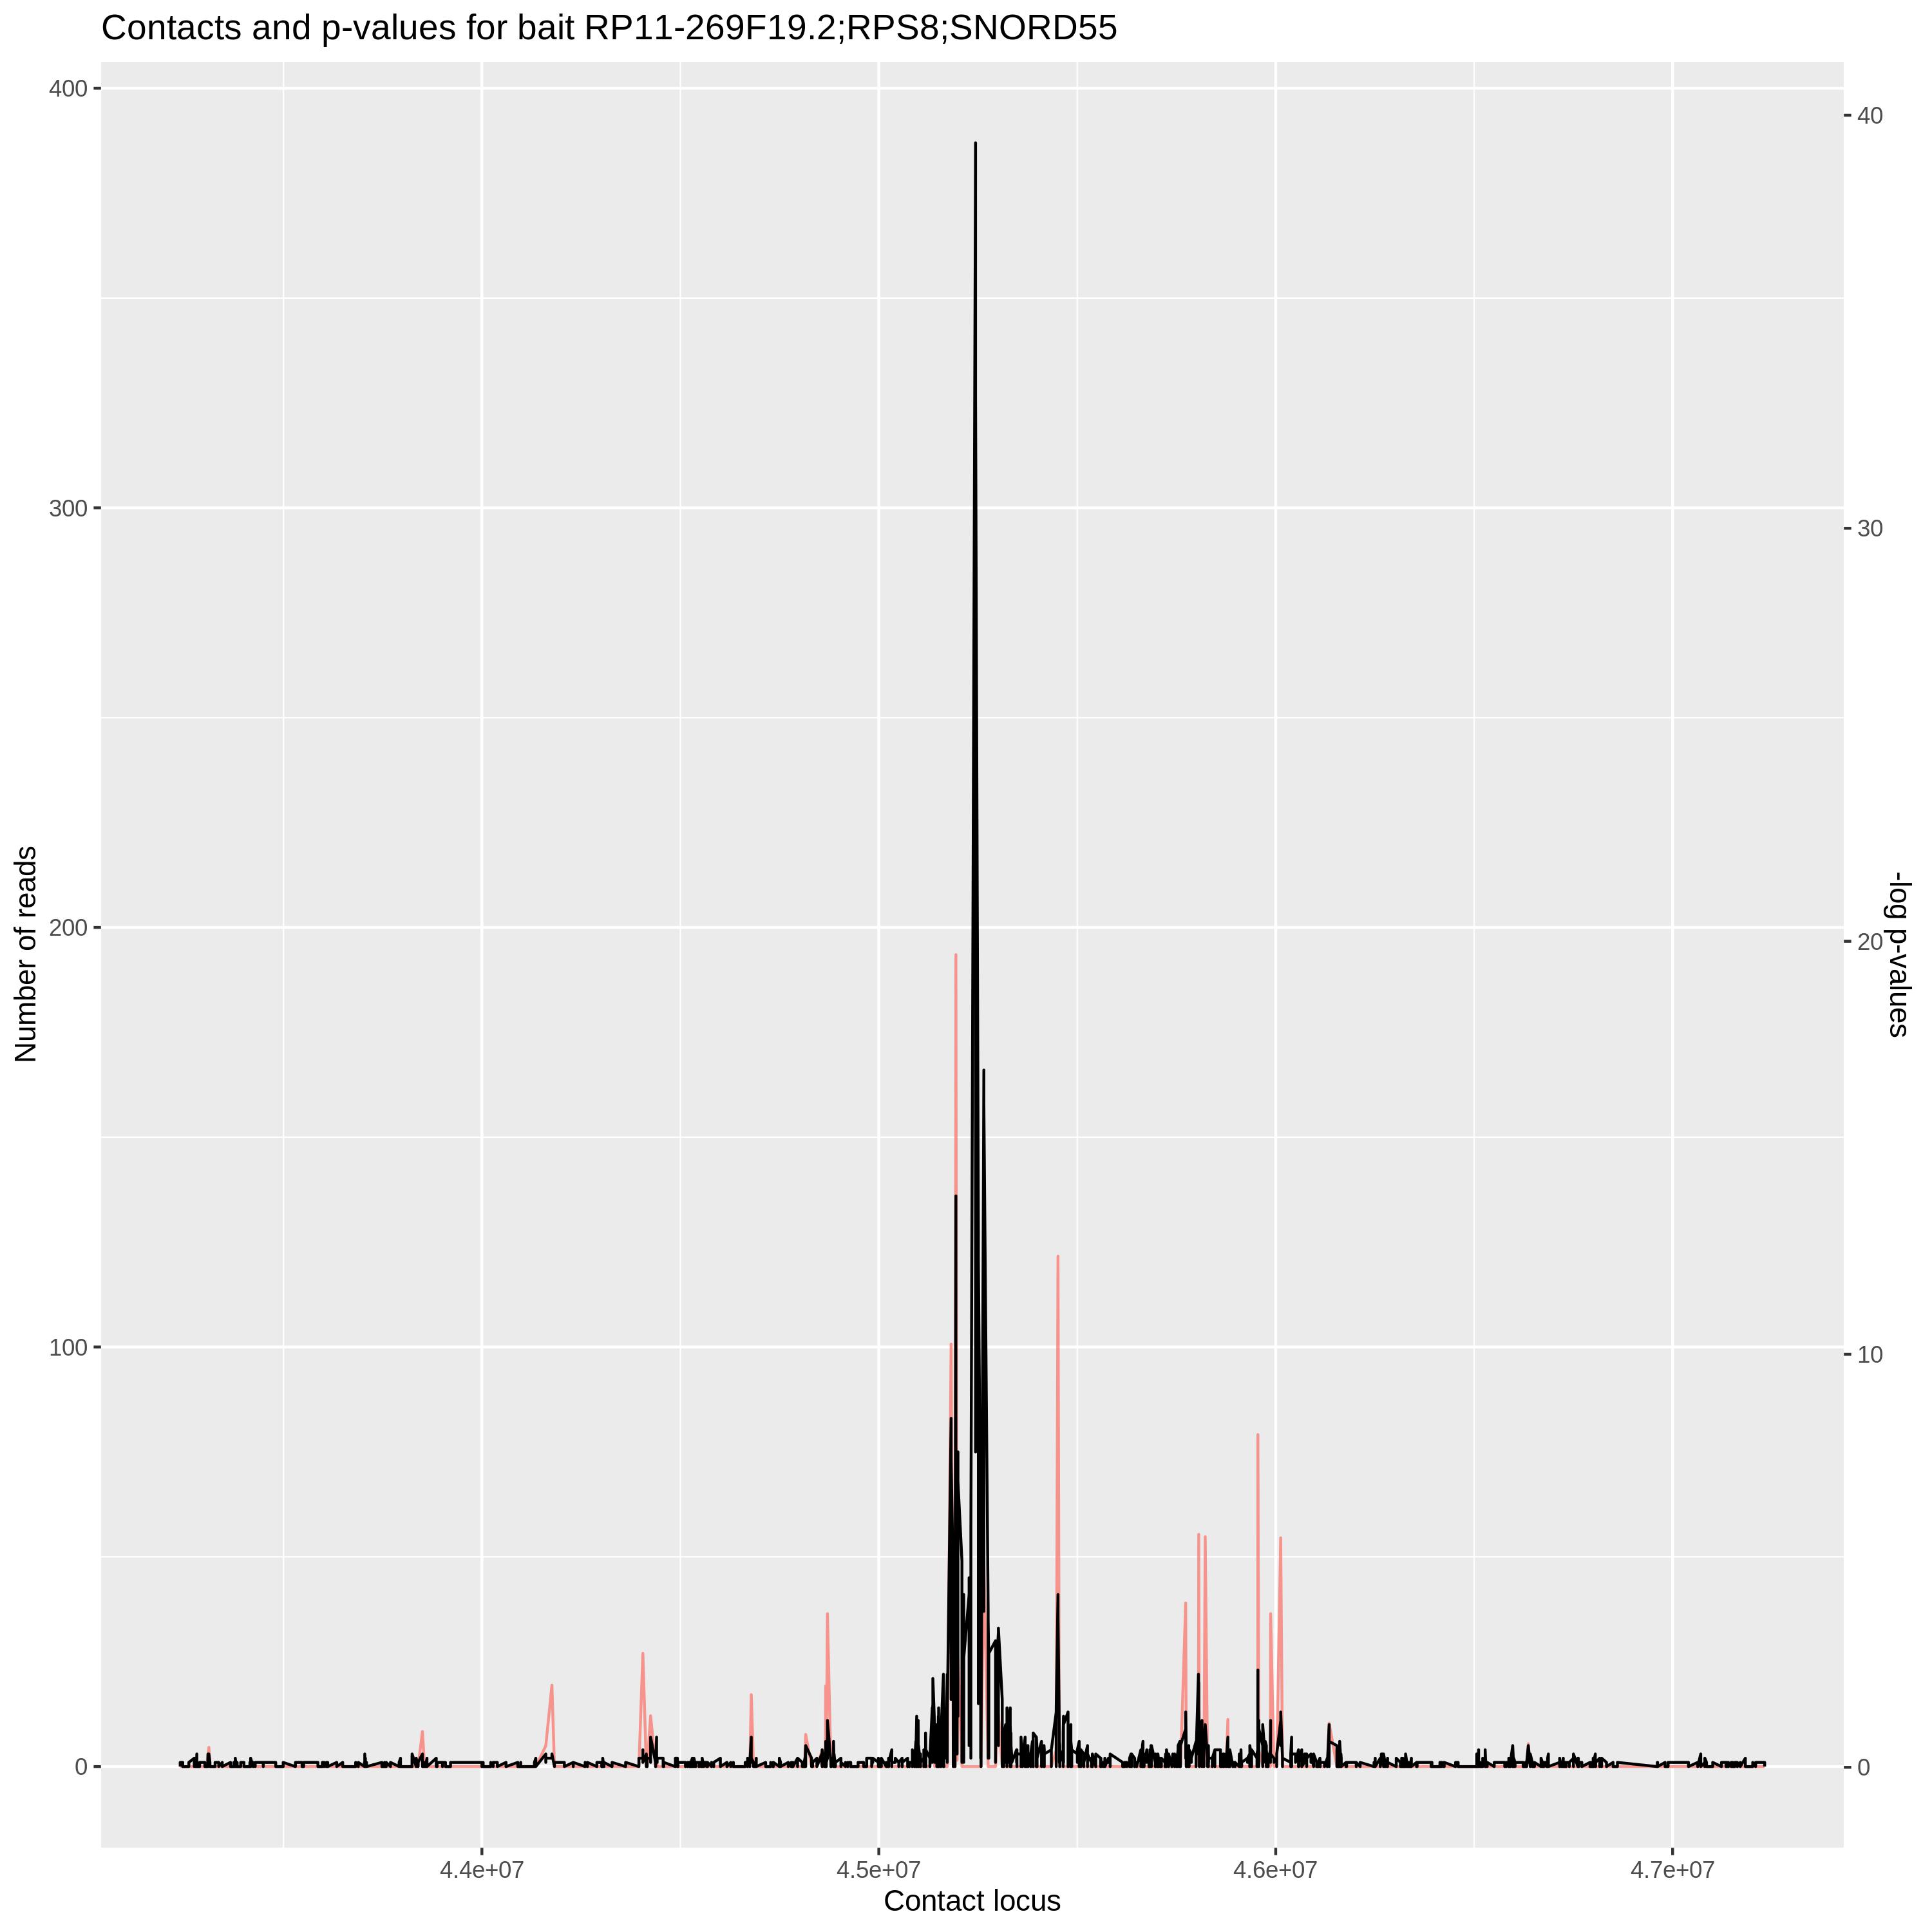 Contacts and p-values for bait RP11-269F19.2;RPS8;SNORD55
400
300
200
100
0
Number of reads
40
30
20
10
0
-log p-values
4.4e+07
4.5e+07
4.6e+07
4.7e+07
Contact locus